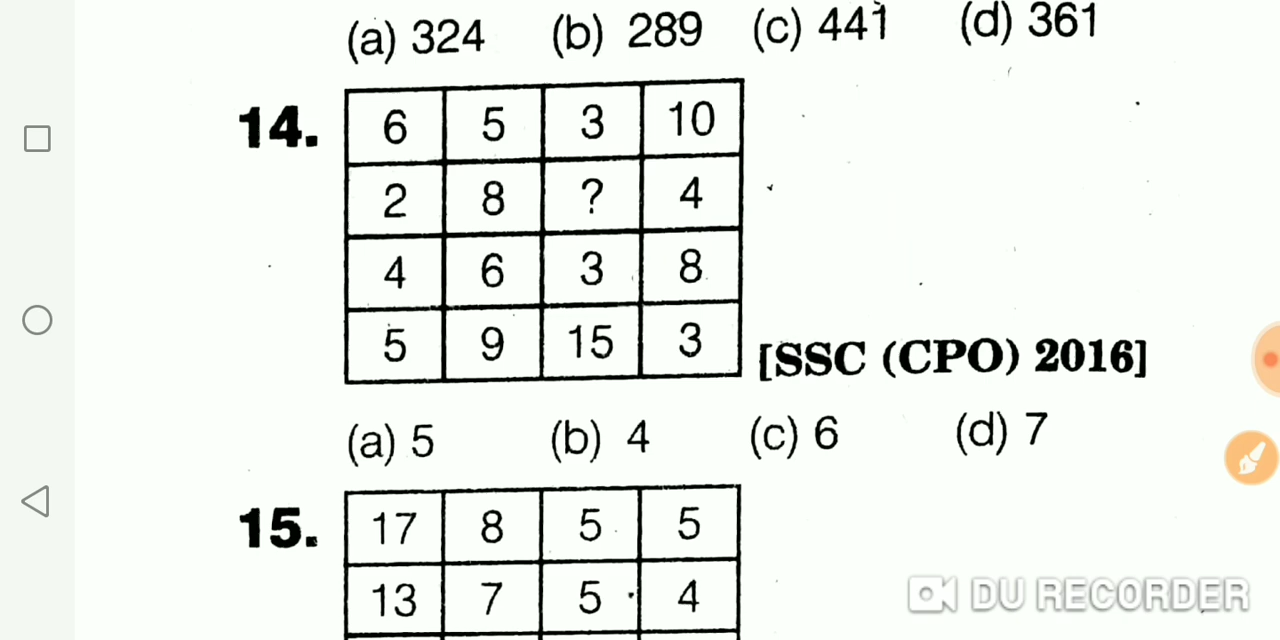 (a) 324 (b) 289 (c) 441 (d) 361
14. 6 5 3 10
2 8 ? 4
4 6 3 8
5 9 15 3
[SSC (CPO) 2016]
(a) 5 (b) 4 (c) 6 (d) 7
15. 17 8 5 5
13 7 5 4
DU RECORDER